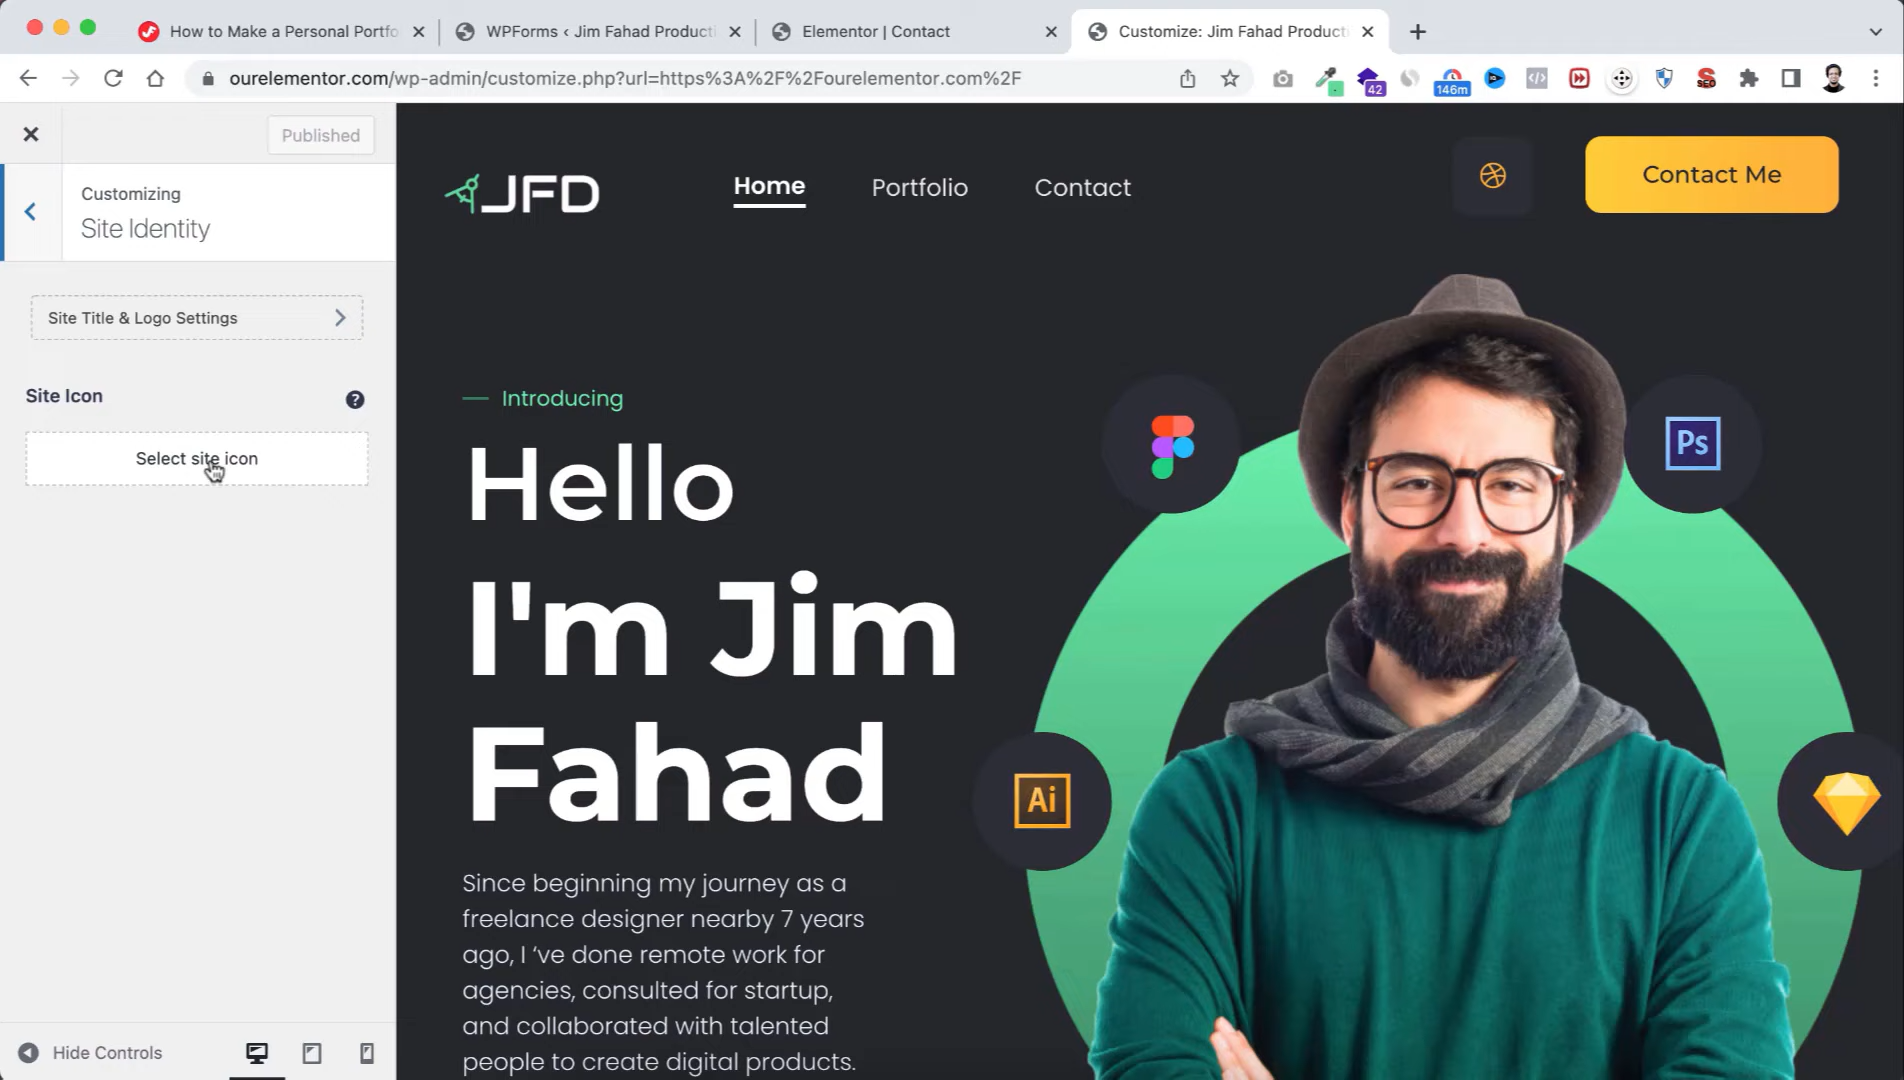 How to Make a Personal Portfo
WPForms ‹ Jim Fahad Producti
Elementor | Contact
Customize: Jim Fahad Product
ourelementor.com/wp-admin/customize.php?url=https%3A%2F%2Fourelementor.com%2F
42
146m
SEO
Published
Customizing
Site Identity
Site Title & Logo Settings
Site Icon
?
Select site icon
Hide Controls
JFD
Home
Portfolio
Contact
Contact Me
Introducing
Hello
I'm Jim
Fahad
Since beginning my journey as a
freelance designer nearby 7 years
ago, I ‘ve done remote work for
agencies, consulted for startup,
and collaborated with talented
people to create digital products.
Ps
Ai